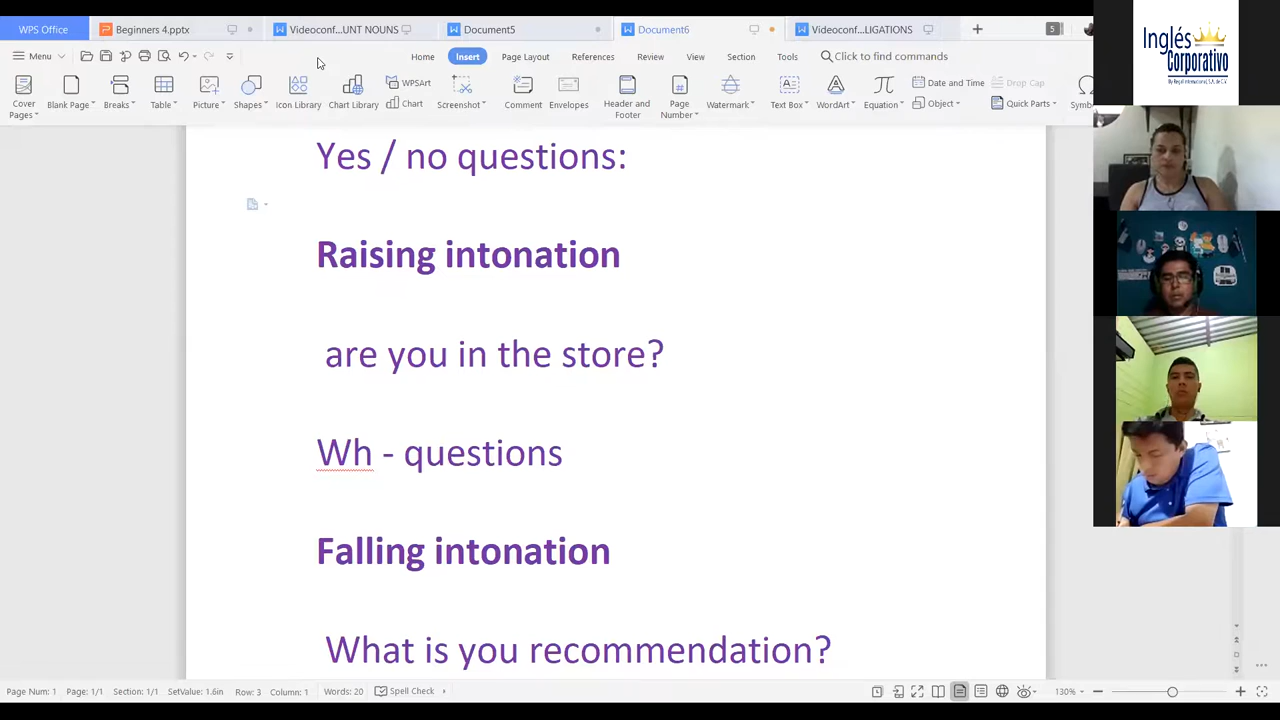 WPS Office
Beginners 4.pptx
Videoconf...UNT NOUNS
Document5
Document6
Videoconf...LIGATIONS
5
Menu
Home
Insert
Page Layout
References
Review
View
Section
Tools
Click to find commands
Cover Pages
Blank Page
Breaks
Table
Picture
Shapes
Icon Library
Chart Library
WPSArt
Chart
Screenshot
Comment
Envelopes
Header and Footer
Page Number
Watermark
Text Box
WordArt
Equation
Date and Time
Object
Drop Cap
Quick Parts
Inglés
Corporativo
Yes / no questions:
Raising intonation
are you in the store?
Wh - questions
Falling intonation
What is you recommendation?
Page Num: 1
Page: 1/1
Section: 1/1
SetValue: 1.6in
Row: 3
Column: 1
Words: 20
Spell Check
130%